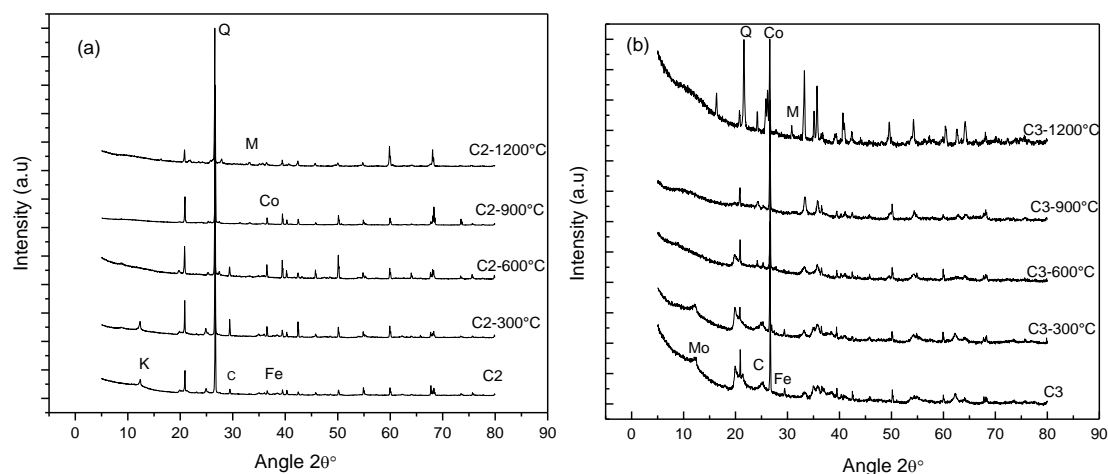 (a)
Q
M
C2-1200°C
Co
C2-900°C
C2-600°C
C2-300°C
K
C
Fe
C2
Intensity (a.u)
0 10 20 30 40 50 60 70 80 90
Angle 2θ°
(b)
Q Co
M
C3-1200°C
C3-900°C
C3-600°C
C3-300°C
Mo
C
Fe
C3
Intensity (a.u)
0 10 20 30 40 50 60 70 80 90
Angle 2θ°